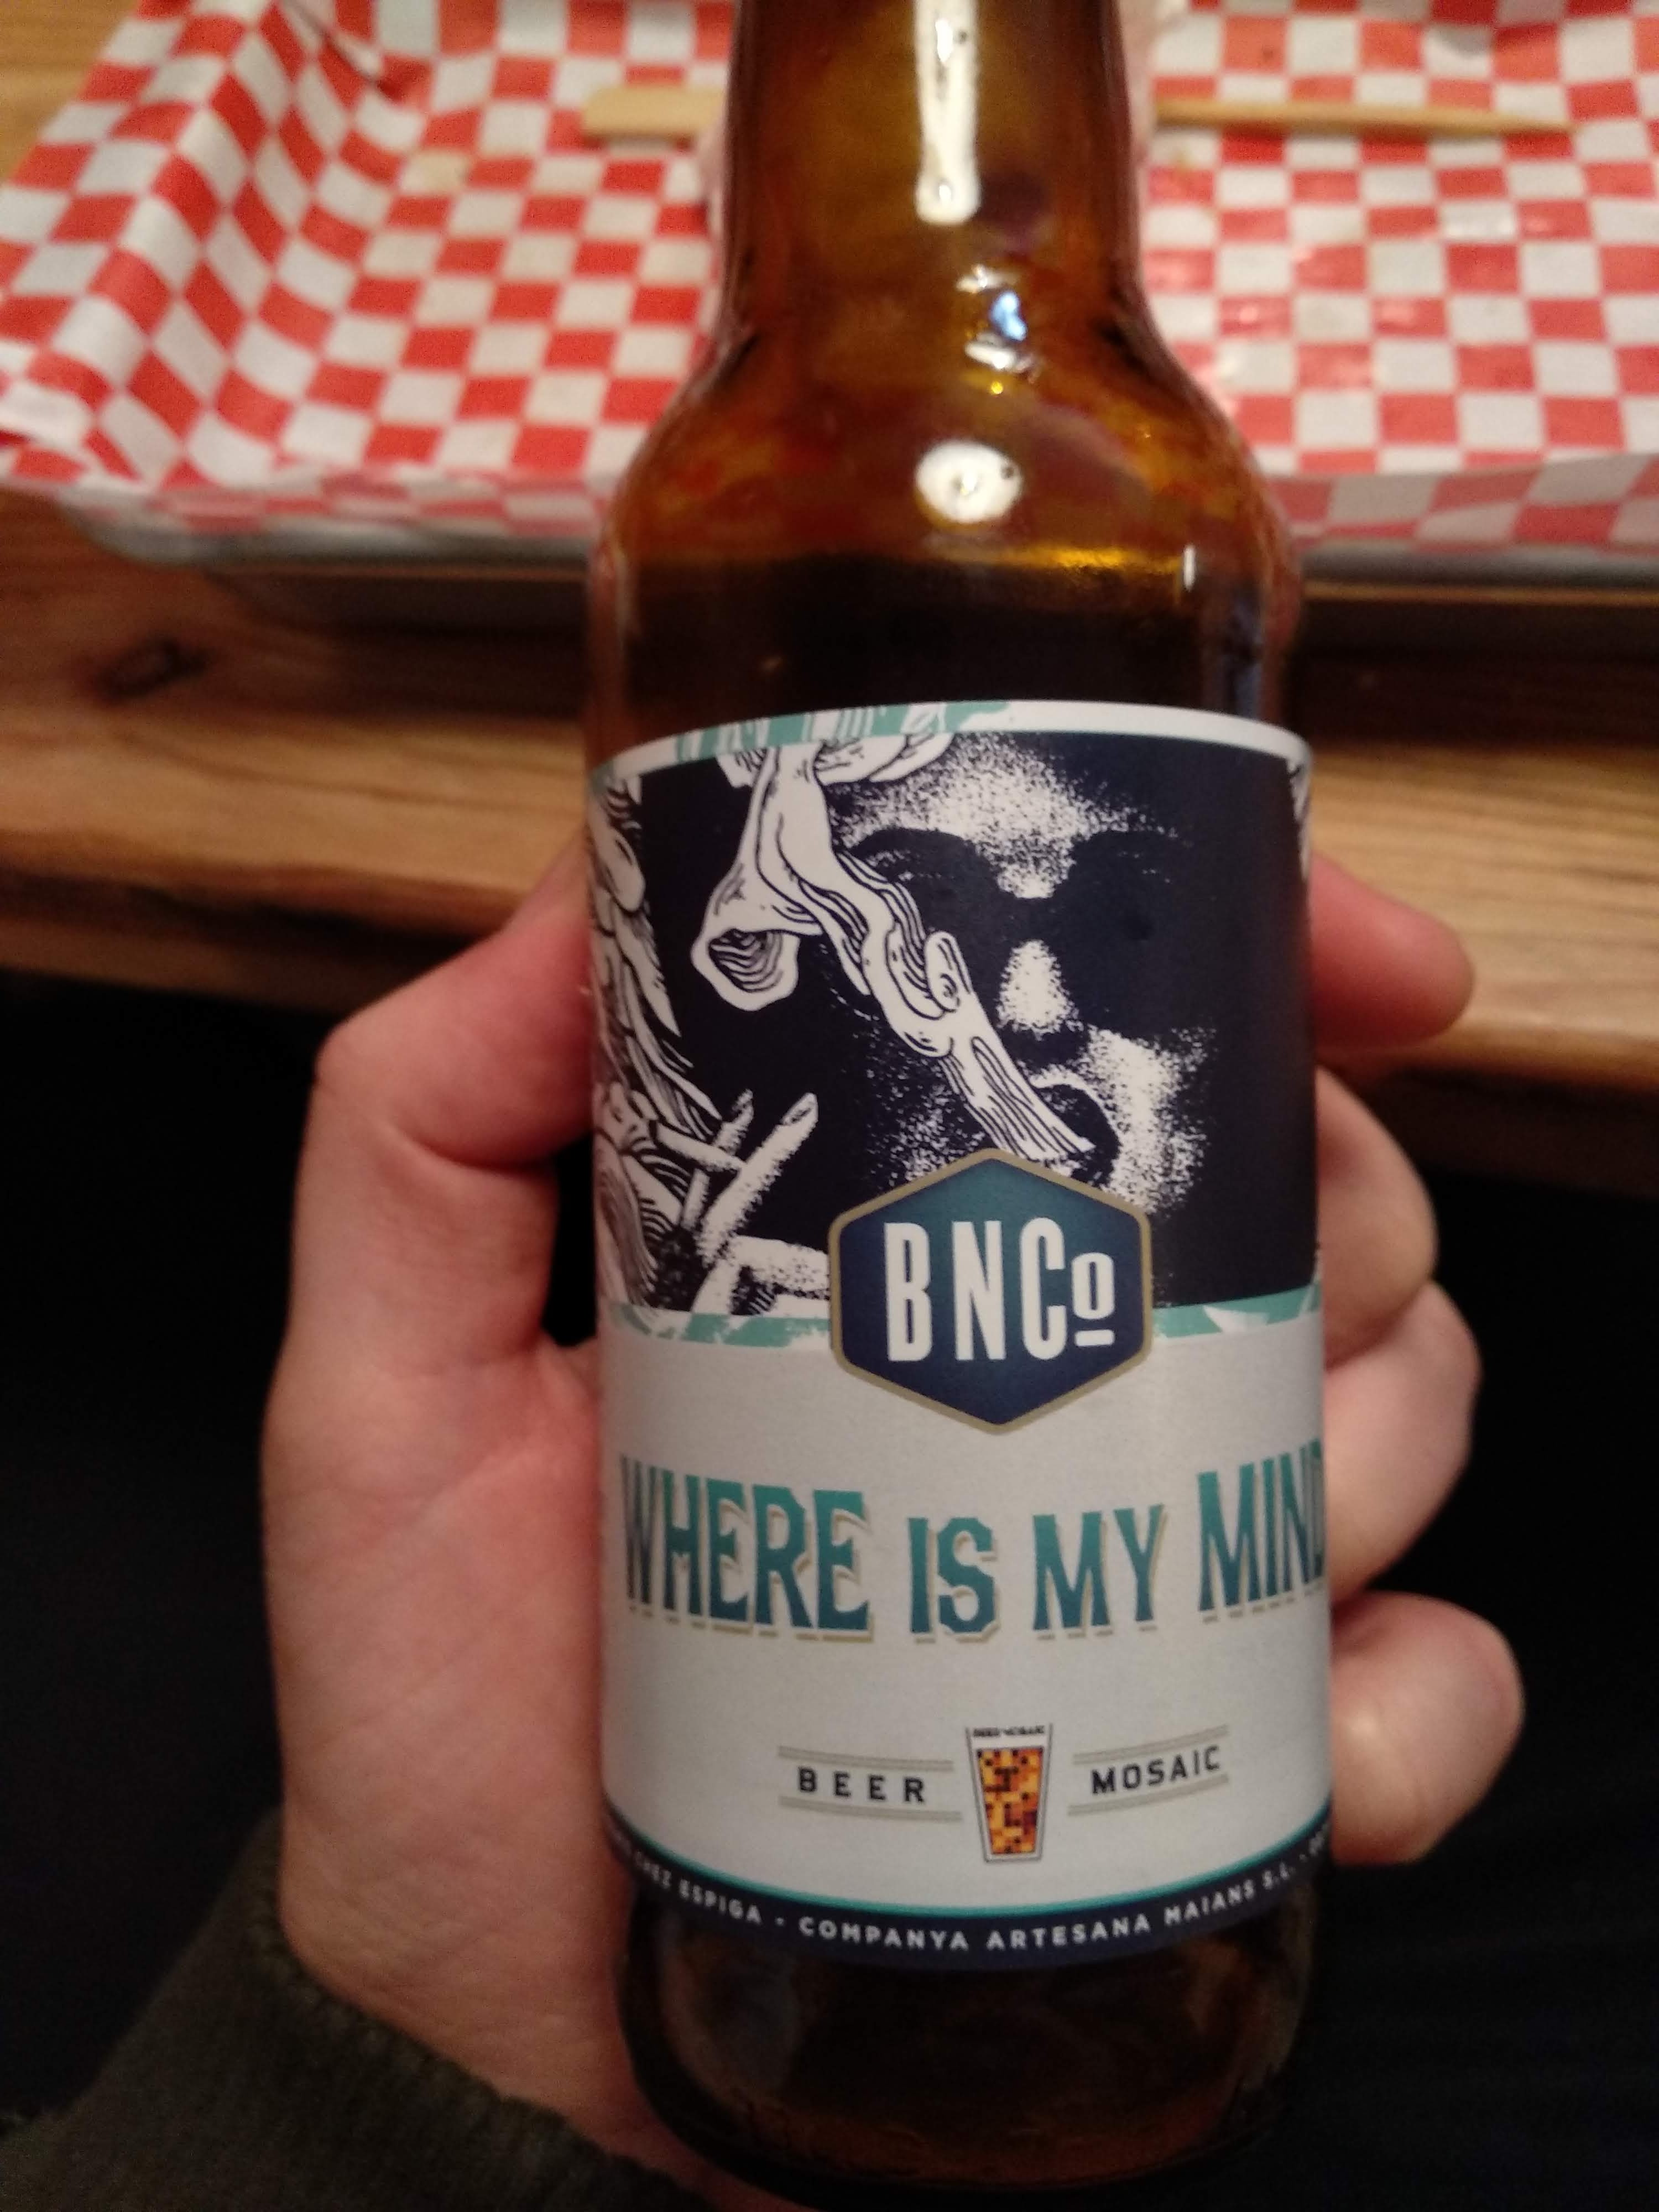 BNCo
WHERE IS MY MIND
BEER MOSAIC
ESPIGA - COMPANYA ARTESANA MAIANS S.L.